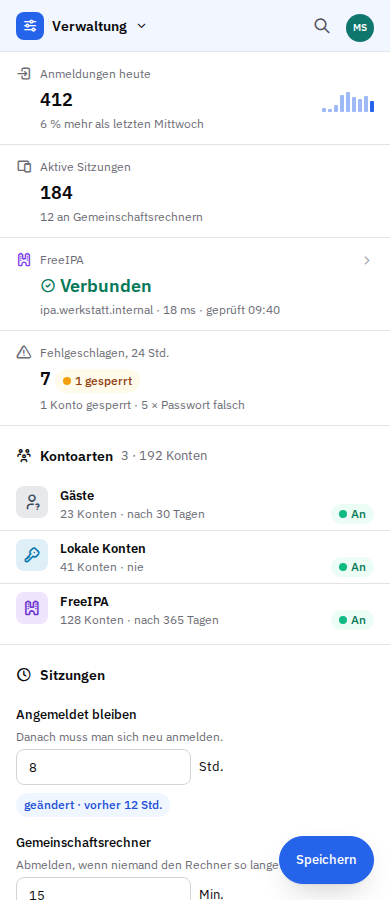 Verwaltung
MS
Anmeldungen heute
412
6 % mehr als letzten Mittwoch
Aktive Sitzungen
184
12 an Gemeinschaftsrechnern
FreeIPA
Verbunden
ipa.werkstatt.internal · 18 ms · geprüft 09:40
Fehlgeschlagen, 24 Std.
7 1 gesperrt
1 Konto gesperrt · 5 × Passwort falsch
Kontoarten 3 · 192 Konten
Gäste
23 Konten · nach 30 Tagen An
Lokale Konten
41 Konten · nie An
FreeIPA
128 Konten · nach 365 Tagen An
Sitzungen
Angemeldet bleiben
Danach muss man sich neu anmelden.
8 Std.
geändert · vorher 12 Std.
Gemeinschaftsrechner
Abmelden, wenn niemand den Rechner so lange
Speichern
15 Min.